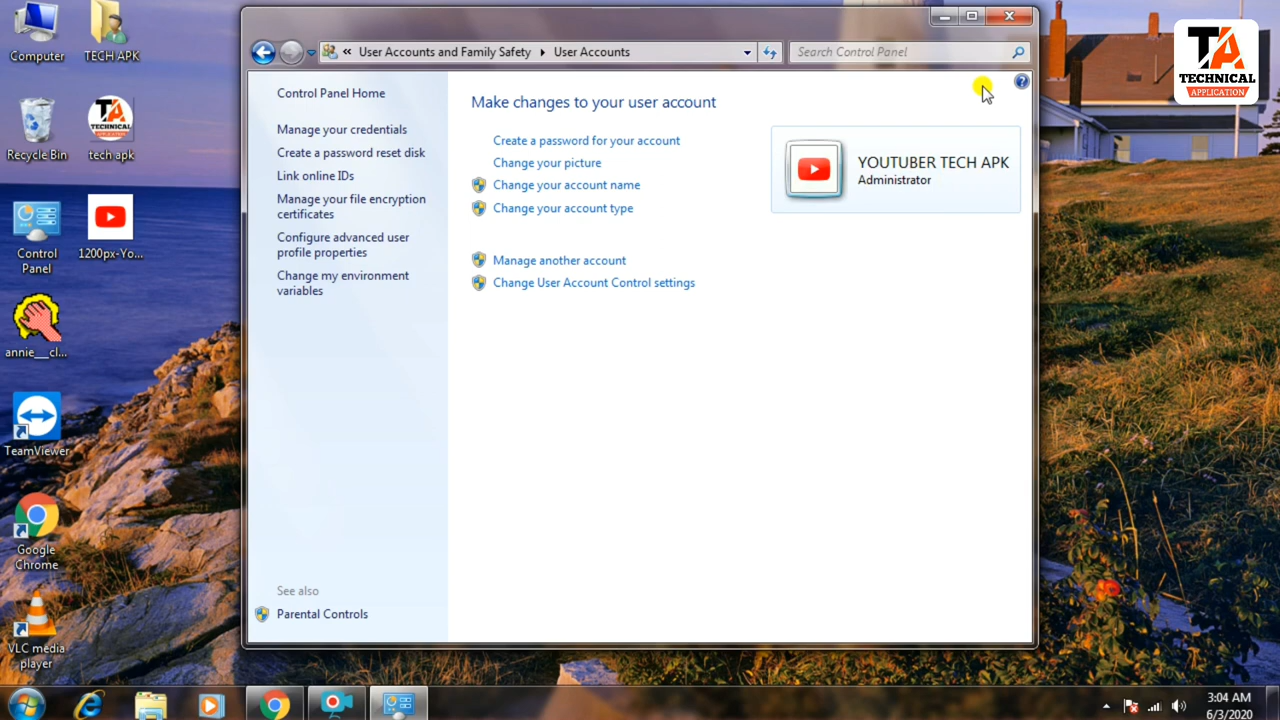 Computer
TECH APK
Recycle Bin
tech apk
Control
Panel
1200px-Yo...
annie__cl...
TeamViewer
Google
Chrome
VLC media
player
« User Accounts and Family Safety
User Accounts
Search Control Panel
Control Panel Home
Manage your credentials
Create a password reset disk
Link online IDs
Manage your file encryption
certificates
Configure advanced user
profile properties
Change my environment
variables
See also
Parental Controls
Make changes to your user account
Create a password for your account
Change your picture
Change your account name
Change your account type
Manage another account
Change User Account Control settings
YOUTUBER TECH APK
Administrator
TA
TECHNICAL
APPLICATION
3:04 AM
6/3/2020